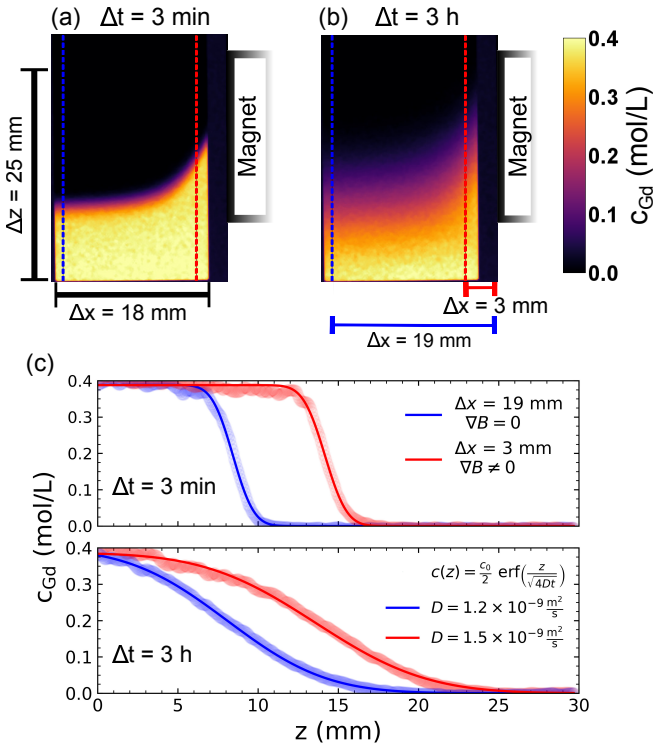 (a) Δt = 3 min
(b) Δt = 3 h
Δz = 25 mm
Magnet
Magnet
0.4
0.3
0.2
0.1
0.0
c_Gd (mol/L)
Δx = 18 mm
Δx = 3 mm
Δx = 19 mm
(c)
0.4
0.3
0.2
0.1
0.0
Δx = 19 mm
∇B = 0
Δx = 3 mm
∇B ≠ 0
Δt = 3 min
c_Gd (mol/L)
0.4
0.3
0.2
0.1
0.0
c(z) = c₀/2 erf(z/√4Dt)
D = 1.2 × 10⁻⁹ m²/s
D = 1.5 × 10⁻⁹ m²/s
Δt = 3 h
0 5 10 15 20 25 30
z (mm)